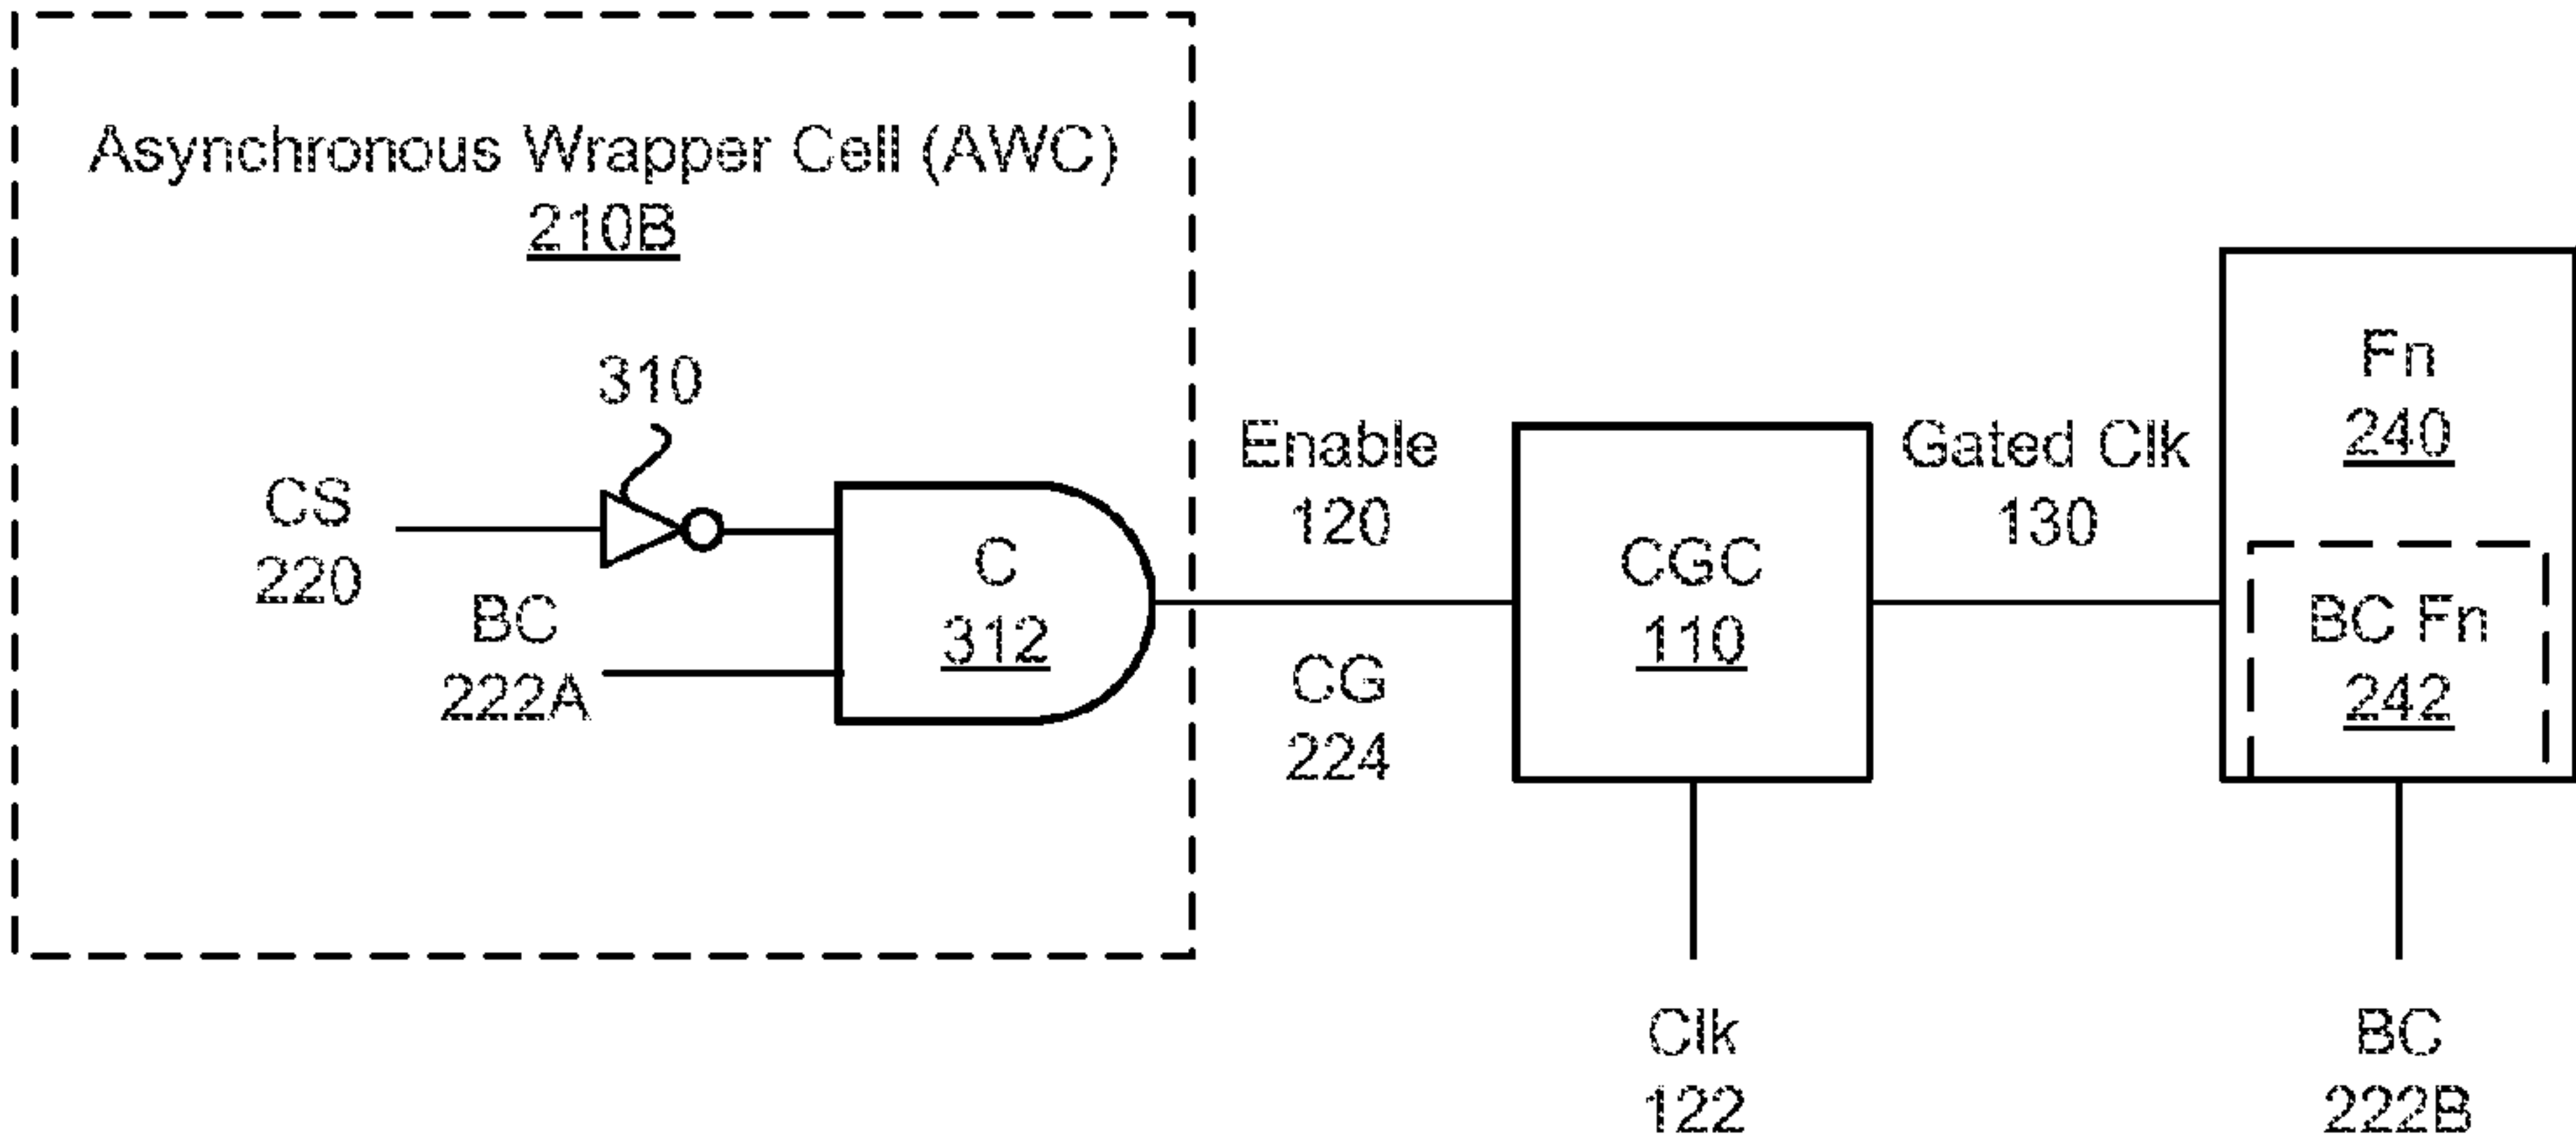 Asynchronous Wrapper Cell (AWC)
210B
310
CS
220
BC
222A
C
312
Enable
120
CG
224
CGC
110
Gated Clk
130
Fn
240
BC Fn
242
Clk
122
BC
222B